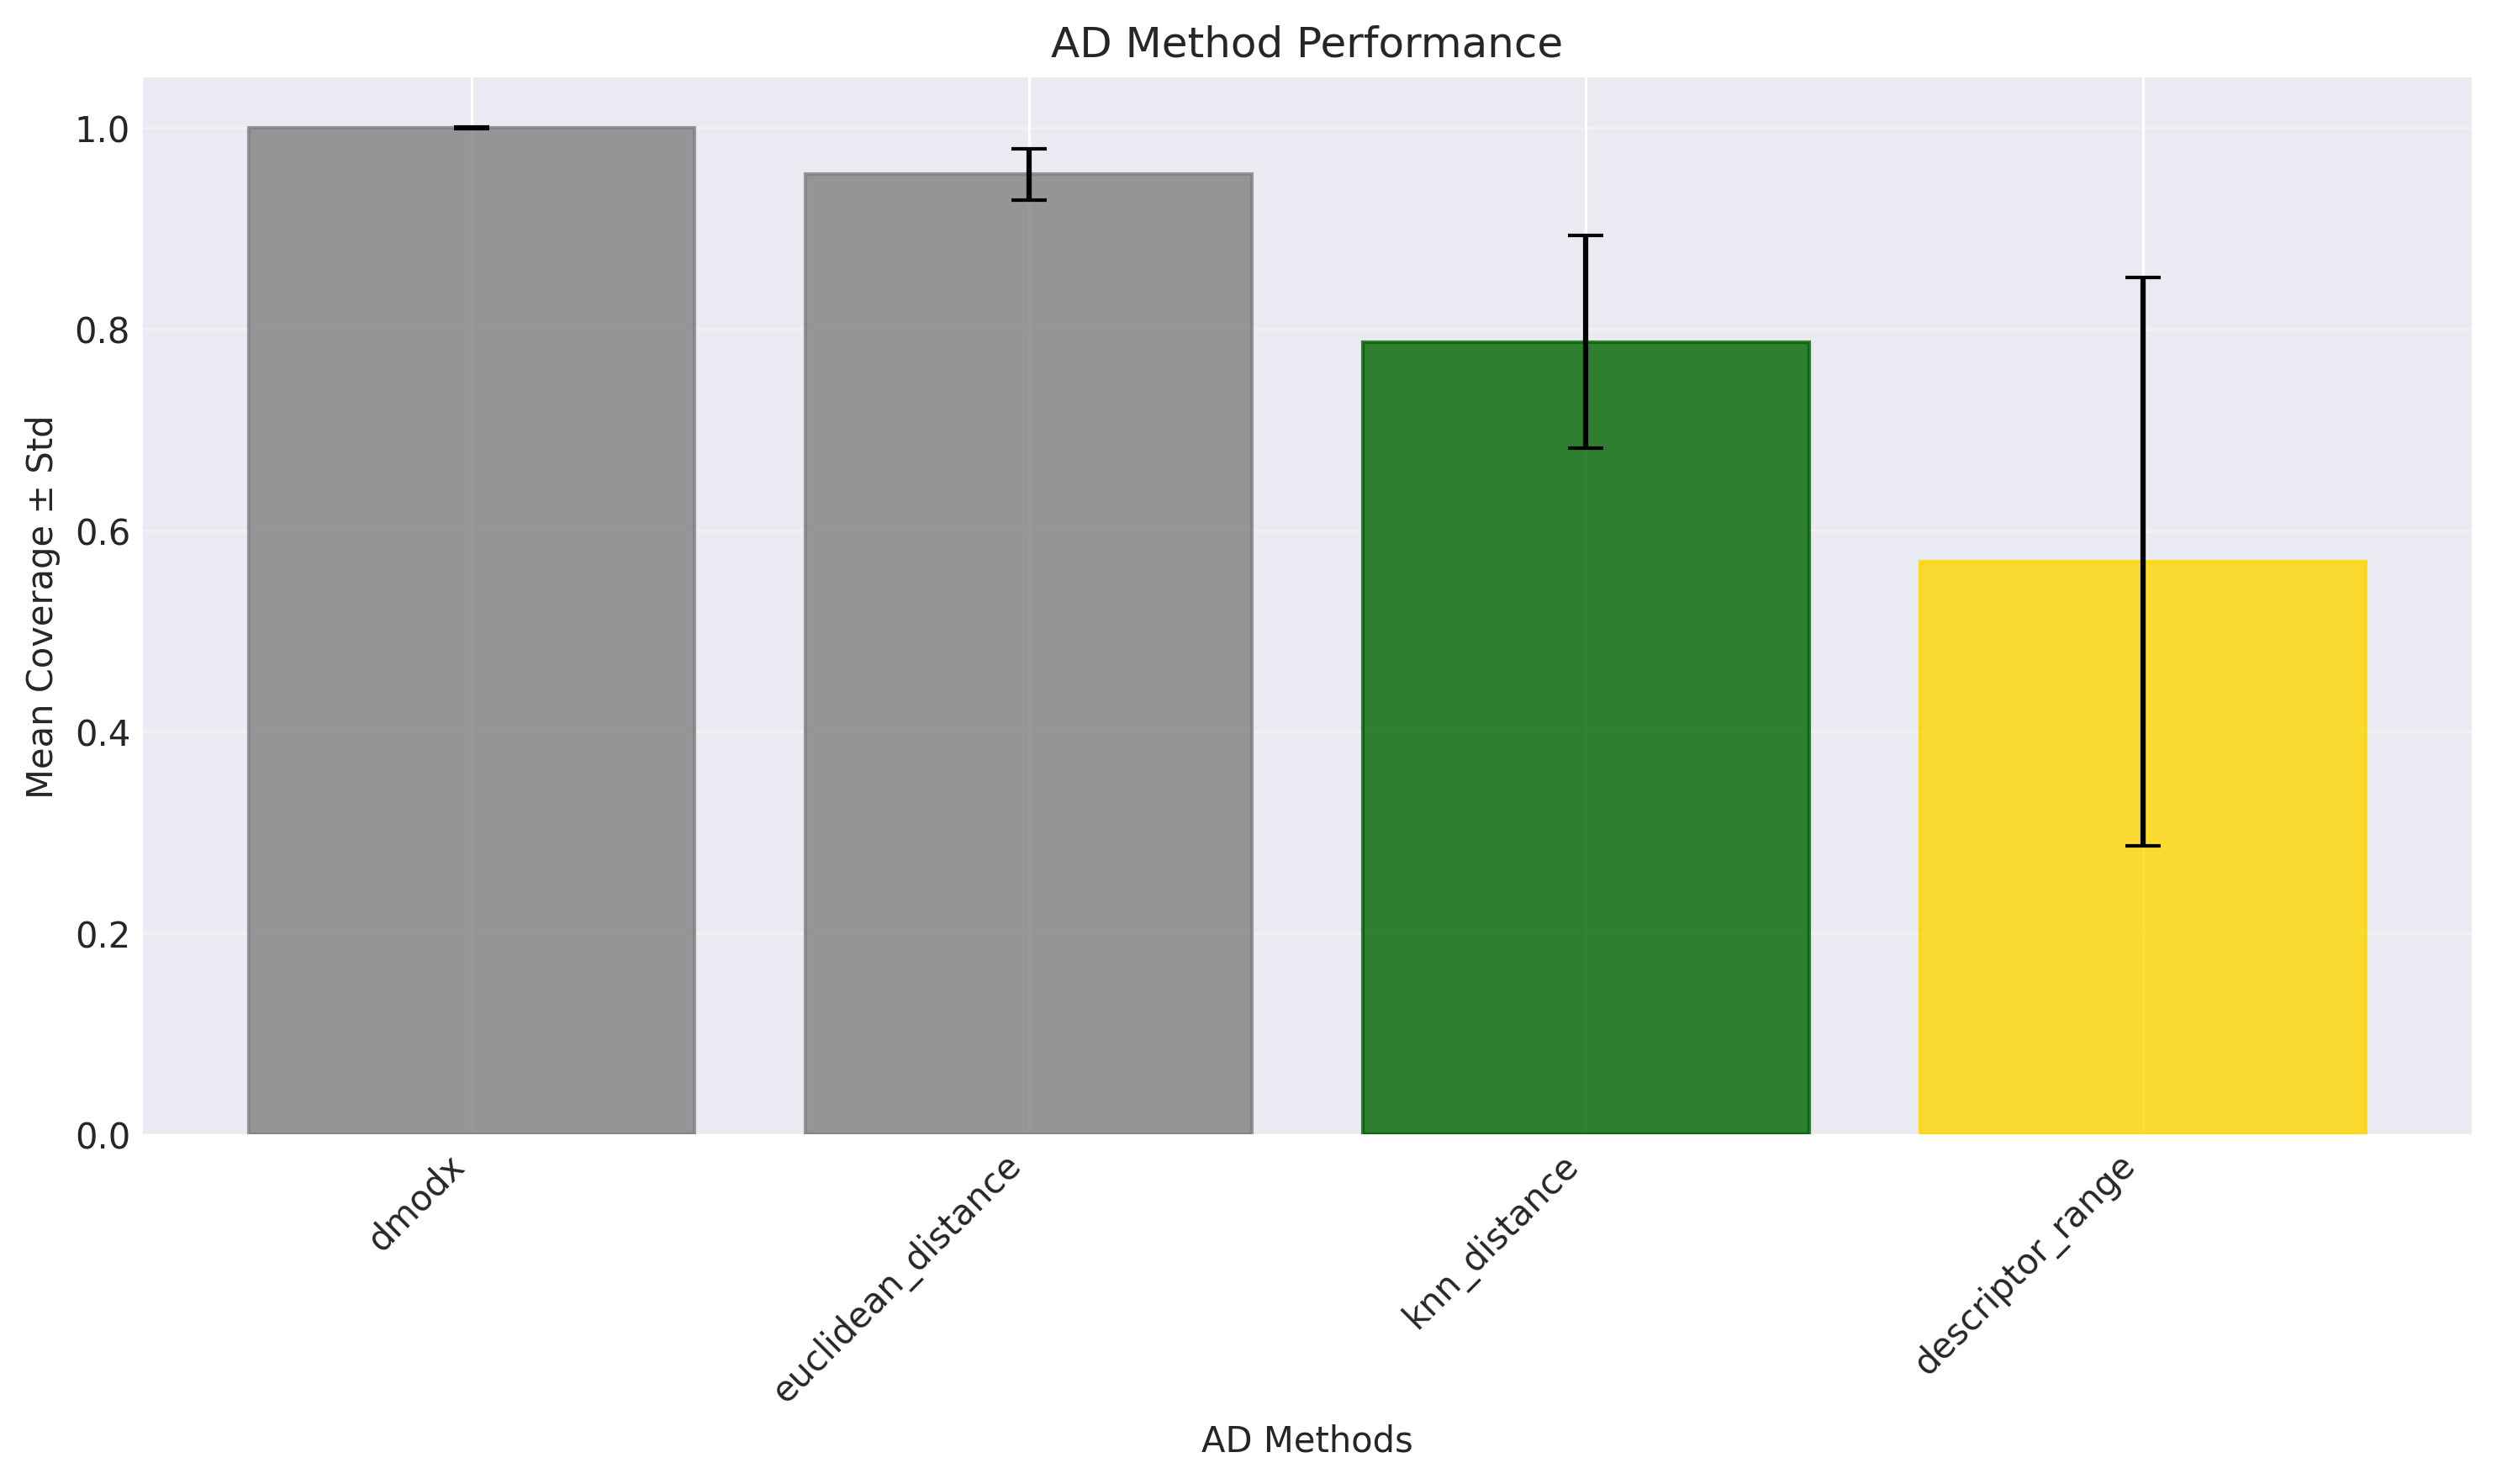 AD Method Performance
Mean Coverage ± Std
1.0
0.8
0.6
0.4
0.2
0.0
dmodx
euclidean_distance
knn_distance
descriptor_range
AD Methods